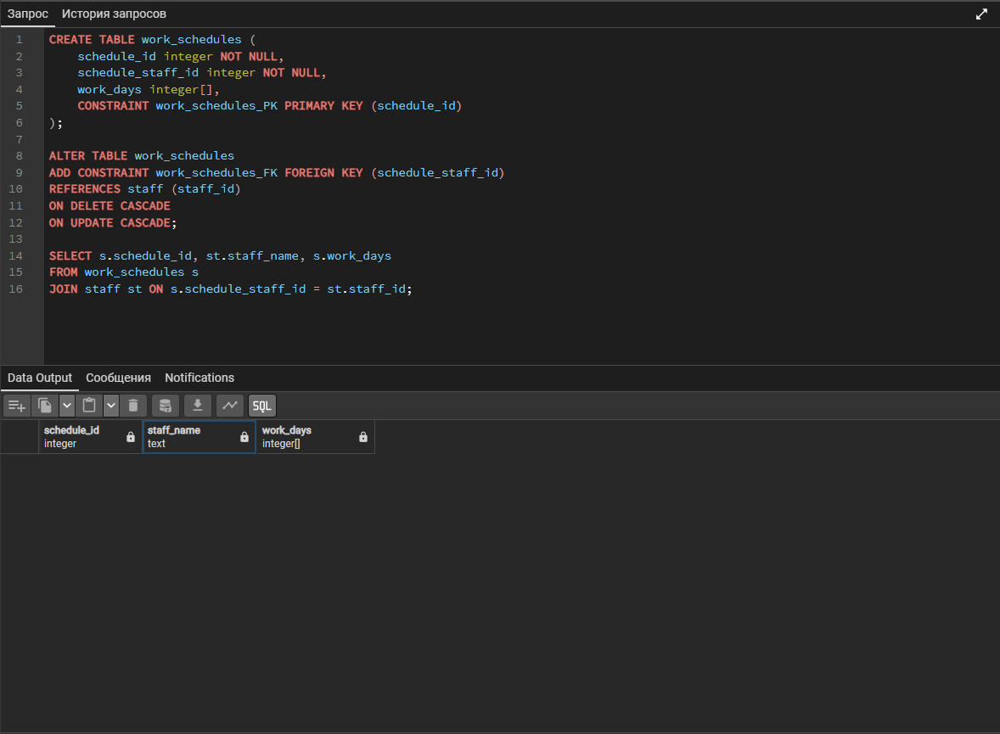 Запрос История запросов
1 CREATE TABLE work_schedules (
2 schedule_id integer NOT NULL,
3 schedule_staff_id integer NOT NULL,
4 work_days integer[],
5 CONSTRAINT work_schedules_PK PRIMARY KEY (schedule_id)
6 );
7
8 ALTER TABLE work_schedules
9 ADD CONSTRAINT work_schedules_FK FOREIGN KEY (schedule_staff_id)
10 REFERENCES staff (staff_id)
11 ON DELETE CASCADE
12 ON UPDATE CASCADE;
13
14 SELECT s.schedule_id, st.staff_name, s.work_days
15 FROM work_schedules s
16 JOIN staff st ON s.schedule_staff_id = st.staff_id;
Data Output Сообщения Notifications
SQL
schedule_id staff_name work_days
integer text integer[]